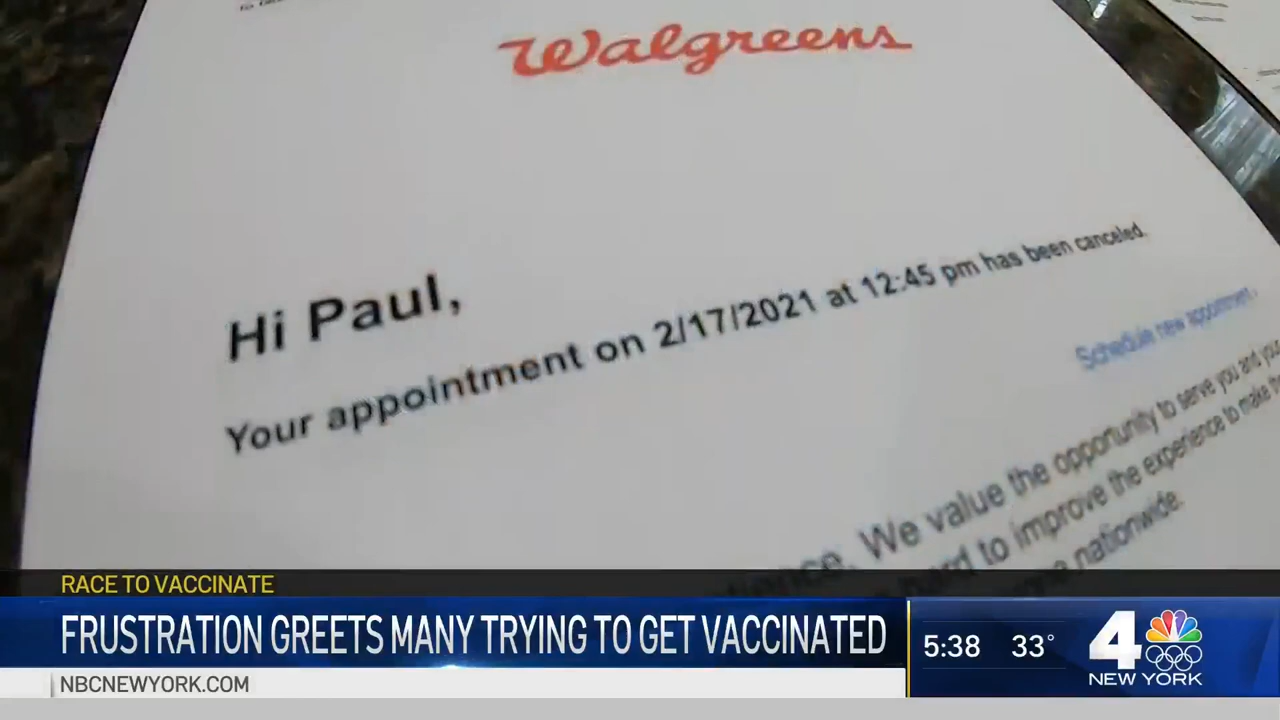 Walgreens
Hi Paul,
Your appointment on 2/17/2021 at 12:45 pm has been canceled.
Schedule new appointment.
We value the opportunity to serve you and your
hard to improve the experience to make the
nationwide.
RACE TO VACCINATE
FRUSTRATION GREETS MANY TRYING TO GET VACCINATED
5:38 33° 4
NEW YORK
NBCNEWYORK.COM